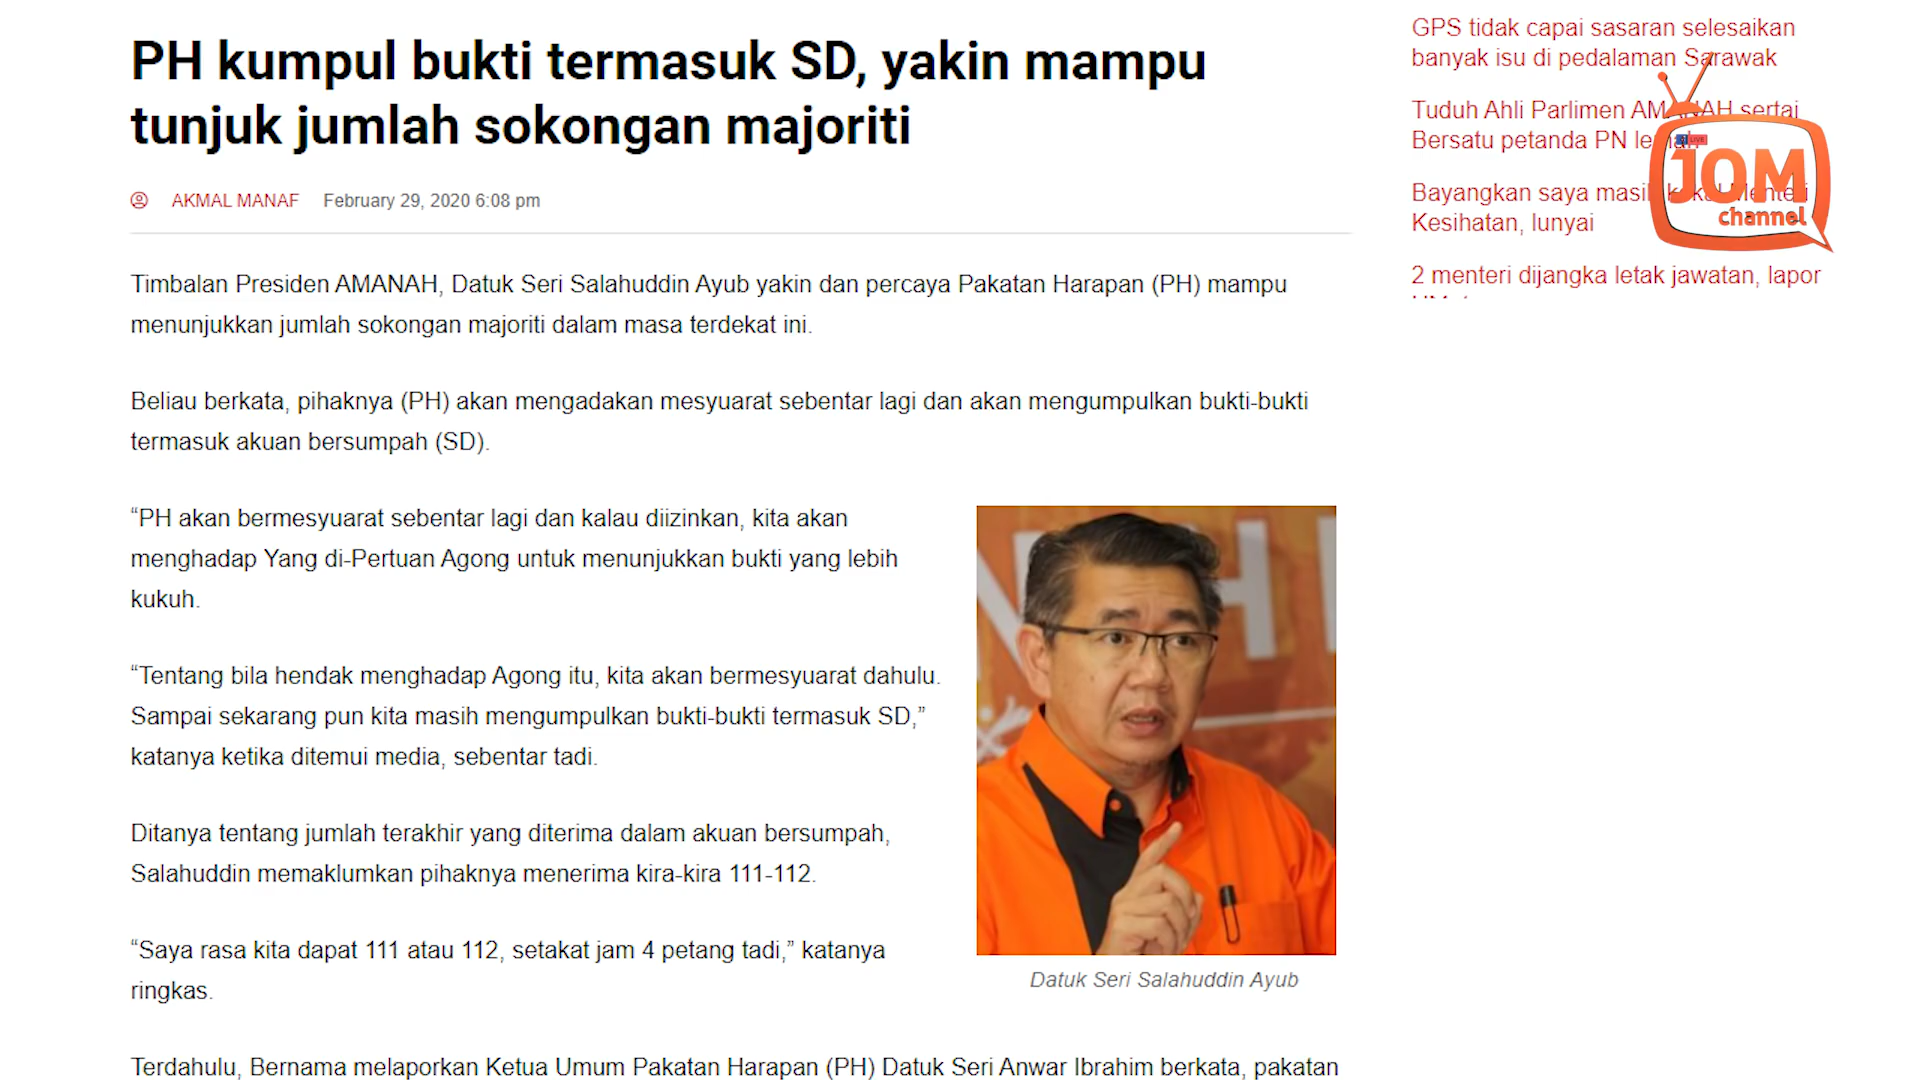 PH kumpul bukti termasuk SD, yakin mampu
tunjuk jumlah sokongan majoriti
AKMAL MANAF February 29, 2020 6:08 pm
Timbalan Presiden AMANAH, Datuk Seri Salahuddin Ayub yakin dan percaya Pakatan Harapan (PH) mampu
menunjukkan jumlah sokongan majoriti dalam masa terdekat ini.
Beliau berkata, pihaknya (PH) akan mengadakan mesyuarat sebentar lagi dan akan mengumpulkan bukti-bukti
termasuk akuan bersumpah (SD).
“PH akan bermesyuarat sebentar lagi dan kalau diizinkan, kita akan
menghadap Yang di-Pertuan Agong untuk menunjukkan bukti yang lebih
kukuh.
“Tentang bila hendak menghadap Agong itu, kita akan bermesyuarat dahulu.
Sampai sekarang pun kita masih mengumpulkan bukti-bukti termasuk SD,”
katanya ketika ditemui media, sebentar tadi.
Ditanya tentang jumlah terakhir yang diterima dalam akuan bersumpah,
Salahuddin memaklumkan pihaknya menerima kira-kira 111-112.
“Saya rasa kita dapat 111 atau 112, setakat jam 4 petang tadi,” katanya
ringkas.
Datuk Seri Salahuddin Ayub
Terdahulu, Bernama melaporkan Ketua Umum Pakatan Harapan (PH) Datuk Seri Anwar Ibrahim berkata, pakatan
GPS tidak capai sasaran selesaikan
banyak isu di pedalaman Sarawak
Tuduh Ahli Parlimen AMANAH sertai
Bersatu petanda PN lemah
Bayangkan saya masih kekal Menteri
Kesihatan, lunyai
2 menteri dijangka letak jawatan, lapor
LIVE
JOM
channel